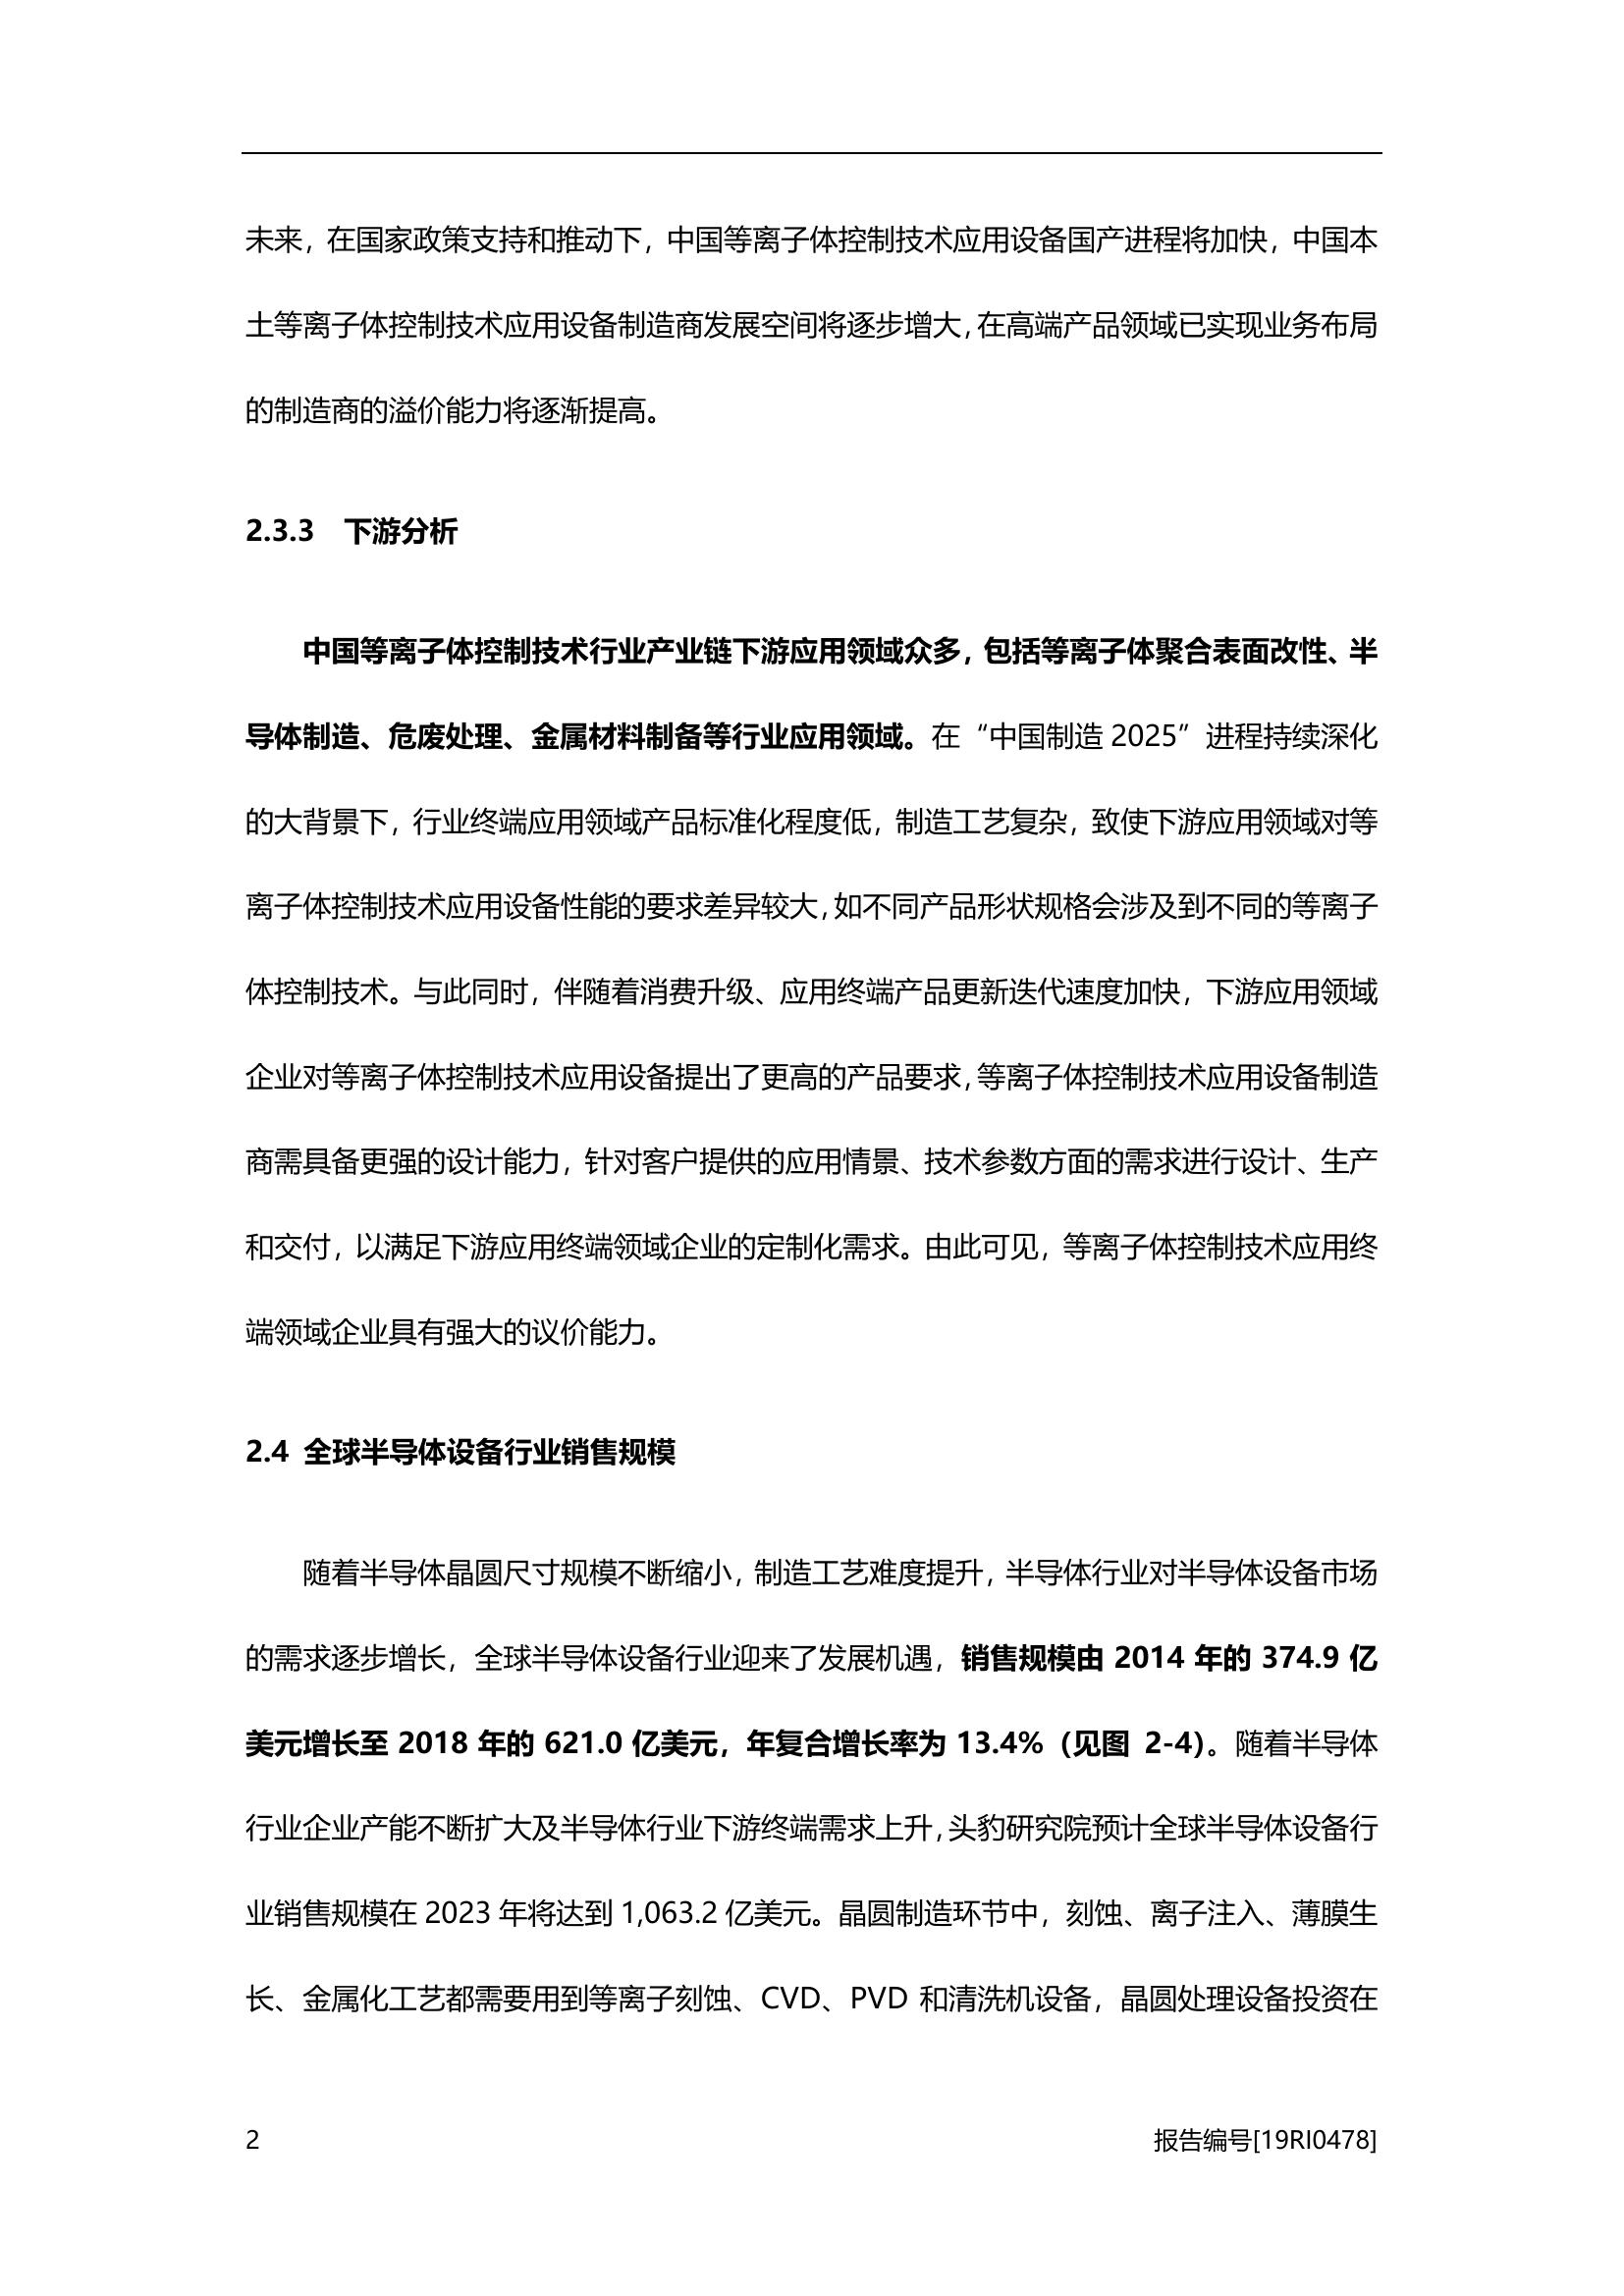 未来，在国家政策支持和推动下，中国等离子体控制技术应用设备国产进程将加快，中国本
土等离子体控制技术应用设备制造商发展空间将逐步增大，在高端产品领域已实现业务布局
的制造商的溢价能力将逐渐提高。
2.3.3 下游分析
中国等离子体控制技术行业产业链下游应用领域众多，包括等离子体聚合表面改性、半
导体制造、危废处理、金属材料制备等行业应用领域。在“中国制造 2025”进程持续深化
的大背景下，行业终端应用领域产品标准化程度低，制造工艺复杂，致使下游应用领域对等
离子体控制技术应用设备性能的要求差异较大，如不同产品形状规格会涉及到不同的等离子
体控制技术。与此同时，伴随着消费升级、应用终端产品更新迭代速度加快，下游应用领域
企业对等离子体控制技术应用设备提出了更高的产品要求，等离子体控制技术应用设备制造
商需具备更强的设计能力，针对客户提供的应用情景、技术参数方面的需求进行设计、生产
和交付，以满足下游应用终端领域企业的定制化需求。由此可见，等离子体控制技术应用终
端领域企业具有强大的议价能力。
2.4 全球半导体设备行业销售规模
随着半导体晶圆尺寸规模不断缩小，制造工艺难度提升，半导体行业对半导体设备市场
的需求逐步增长，全球半导体设备行业迎来了发展机遇，销售规模由 2014 年的 374.9 亿
美元增长至 2018 年的 621.0 亿美元，年复合增长率为 13.4%（见图 2-4）。随着半导体
行业企业产能不断扩大及半导体行业下游终端需求上升，头豹研究院预计全球半导体设备行
业销售规模在 2023 年将达到 1,063.2 亿美元。晶圆制造环节中，刻蚀、离子注入、薄膜生
长、金属化工艺都需要用到等离子刻蚀、CVD、PVD 和清洗机设备，晶圆处理设备投资在
2
报告编号[19RI0478]